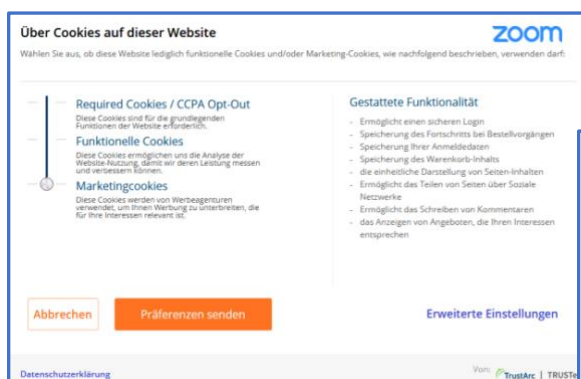 Über Cookies auf dieser Website
zoom
Wählen Sie aus, ob diese Website lediglich funktionelle Cookies und/oder Marketing-Cookies, wie nachfolgend beschrieben, verwenden darf:
Required Cookies / CCPA Opt-Out
Diese Cookies sind für die grundlegenden
Funktionen der Website erforderlich.
Funktionelle Cookies
Diese Cookies ermöglichen uns die Analyse der
Website-Nutzung, damit wir deren Leistung messen
und verbessern können.
Marketingcookies
Diese Cookies werden von Werbeagenturen
verwendet, um Ihnen Werbung zu unterbreiten, die
für Ihre Interessen relevant ist.
Gestattete Funktionalität
- Ermöglicht einen sicheren Login
- Speicherung des Fortschritts bei Bestellvorgängen
- Speicherung Ihrer Anmeldedaten
- Speicherung des Warenkorb-Inhalts
- die einheitliche Darstellung von Seiten-Inhalten
- Ermöglicht das Teilen von Seiten über Soziale
Netzwerke
- Ermöglicht das Schreiben von Kommentaren
- das Anzeigen von Angeboten, die Ihren Interessen
entsprechen
Abbrechen
Präferenzen senden
Erweiterte Einstellungen
Datenschutzerklärung
Von: TrustArc | TRUSTe